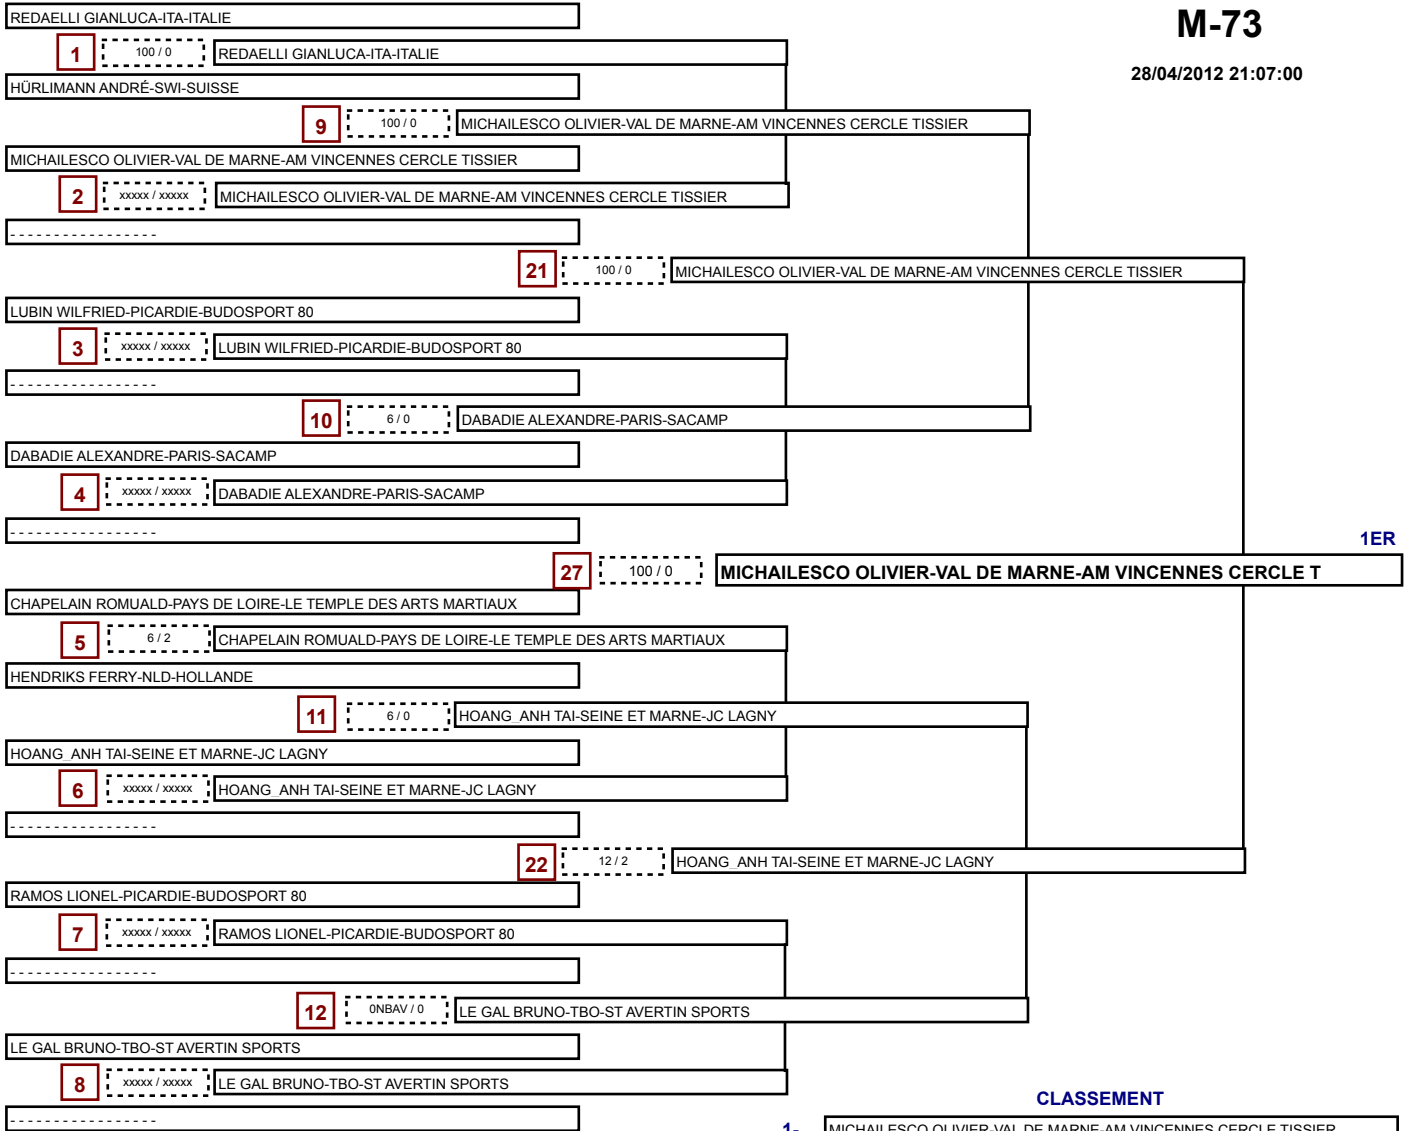 REDAELLI GIANLUCA-ITA-ITALIE
M-73
1 100 / 0 REDAELLI GIANLUCA-ITA-ITALIE
28/04/2012 21:07:00
HÜRLIMANN ANDRÉ-SWI-SUISSE
9 100 / 0 MICHAILESCO OLIVIER-VAL DE MARNE-AM VINCENNES CERCLE TISSIER
MICHAILESCO OLIVIER-VAL DE MARNE-AM VINCENNES CERCLE TISSIER
2 xxxxx / xxxxx MICHAILESCO OLIVIER-VAL DE MARNE-AM VINCENNES CERCLE TISSIER
- - - - - - - - - - - - - - - - -
21 100 / 0 MICHAILESCO OLIVIER-VAL DE MARNE-AM VINCENNES CERCLE TISSIER
LUBIN WILFRIED-PICARDIE-BUDOSPORT 80
3 xxxxx / xxxxx LUBIN WILFRIED-PICARDIE-BUDOSPORT 80
- - - - - - - - - - - - - - - - -
10 6 / 0 DABADIE ALEXANDRE-PARIS-SACAMP
DABADIE ALEXANDRE-PARIS-SACAMP
4 xxxxx / xxxxx DABADIE ALEXANDRE-PARIS-SACAMP
- - - - - - - - - - - - - - - - -
1ER
27 100 / 0 MICHAILESCO OLIVIER-VAL DE MARNE-AM VINCENNES CERCLE T
CHAPELAIN ROMUALD-PAYS DE LOIRE-LE TEMPLE DES ARTS MARTIAUX
5 6 / 2 CHAPELAIN ROMUALD-PAYS DE LOIRE-LE TEMPLE DES ARTS MARTIAUX
HENDRIKS FERRY-NLD-HOLLANDE
11 6 / 0 HOANG_ANH TAI-SEINE ET MARNE-JC LAGNY
HOANG_ANH TAI-SEINE ET MARNE-JC LAGNY
6 xxxxx / xxxxx HOANG_ANH TAI-SEINE ET MARNE-JC LAGNY
- - - - - - - - - - - - - - - - -
22 12 / 2 HOANG_ANH TAI-SEINE ET MARNE-JC LAGNY
RAMOS LIONEL-PICARDIE-BUDOSPORT 80
7 xxxxx / xxxxx RAMOS LIONEL-PICARDIE-BUDOSPORT 80
- - - - - - - - - - - - - - - - -
12 0NBAV / 0 LE GAL BRUNO-TBO-ST AVERTIN SPORTS
LE GAL BRUNO-TBO-ST AVERTIN SPORTS
8 xxxxx / xxxxx LE GAL BRUNO-TBO-ST AVERTIN SPORTS
CLASSEMENT
- - - - - - - - - - - - - - - - -
1- MICHAILESCO OLIVIER-VAL DE MARNE-AM VINCENNES CERCLE TISSIER